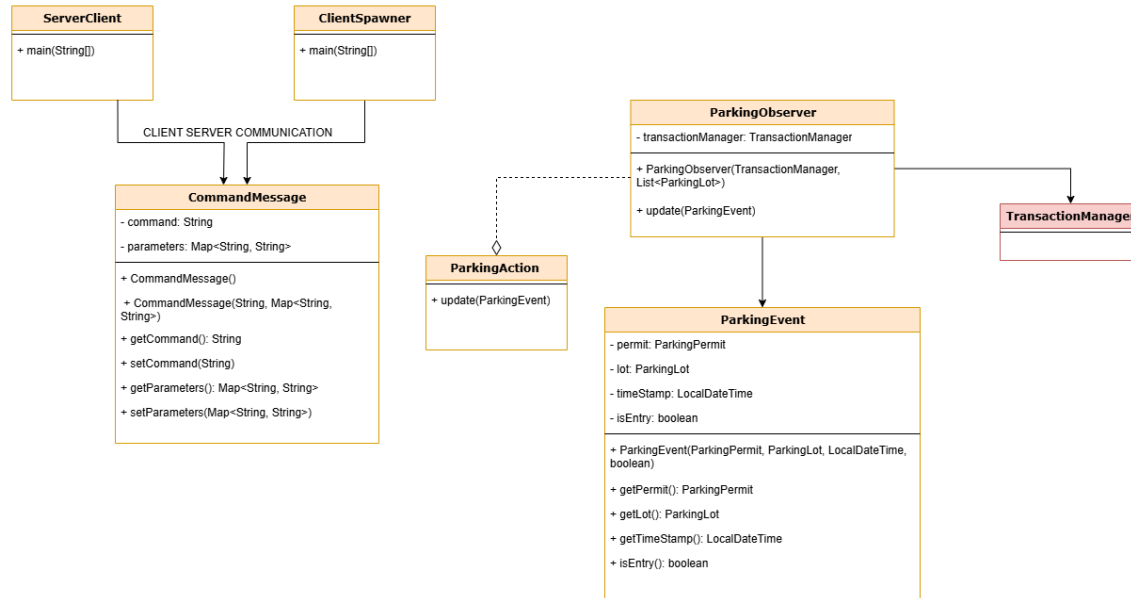 ServerClient
+ main(String[])
ClientSpawner
+ main(String[])
CLIENT SERVER COMMUNICATION
CommandMessage
- command: String
- parameters: Map<String, String>
+ CommandMessage()
+ CommandMessage(String, Map<String,
String>)
+ getCommand(): String
+ setCommand(String)
+ getParameters(): Map<String, String>
+ setParameters(Map<String, String>)
ParkingObserver
- transactionManager: TransactionManager
+ ParkingObserver(TransactionManager,
List<ParkingLot>)
+ update(ParkingEvent)
TransactionManager
ParkingAction
+ update(ParkingEvent)
ParkingEvent
- permit: ParkingPermit
- lot: ParkingLot
- timeStamp: LocalDateTime
- isEntry: boolean
+ ParkingEvent(ParkingPermit, ParkingLot, LocalDateTime,
boolean)
+ getPermit(): ParkingPermit
+ getLot(): ParkingLot
+ getTimeStamp(): LocalDateTime
+ isEntry(): boolean